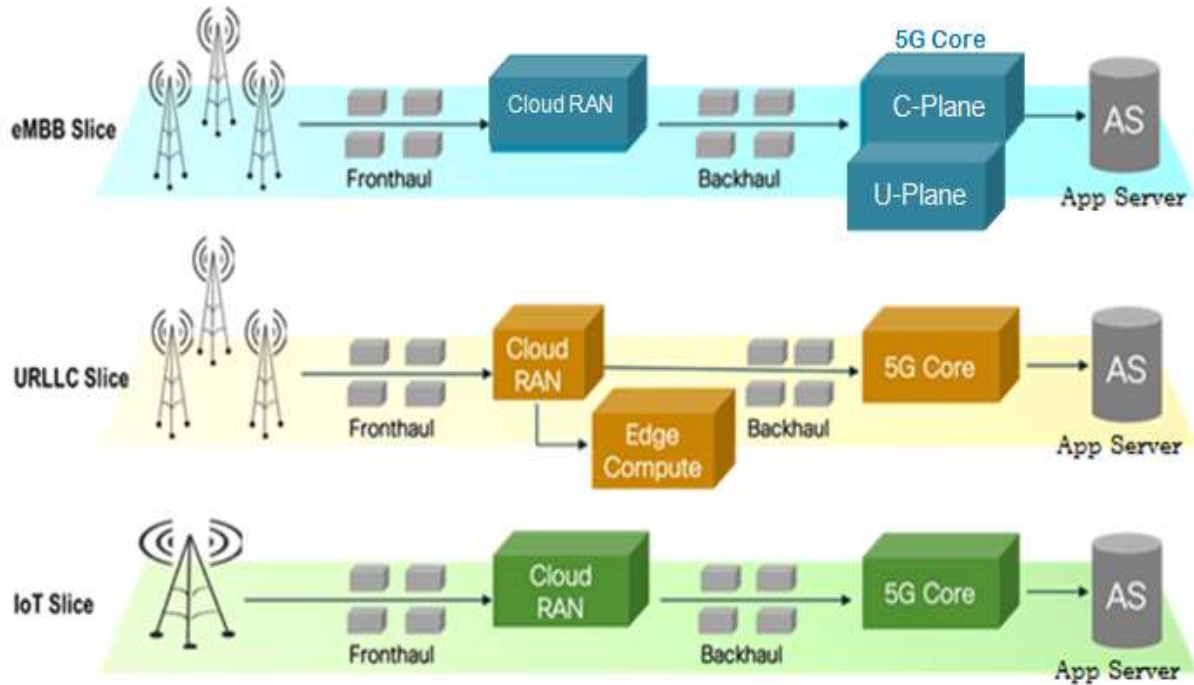 5G Core
eMBB Slice
Cloud RAN
C-Plane
U-Plane
AS
Fronthaul
Backhaul
App Server
URLLC Slice
Cloud
RAN
5G Core
AS
Fronthaul
Edge
Compute
Backhaul
App Server
IoT Slice
Cloud
RAN
5G Core
AS
Fronthaul
Backhaul
App Server